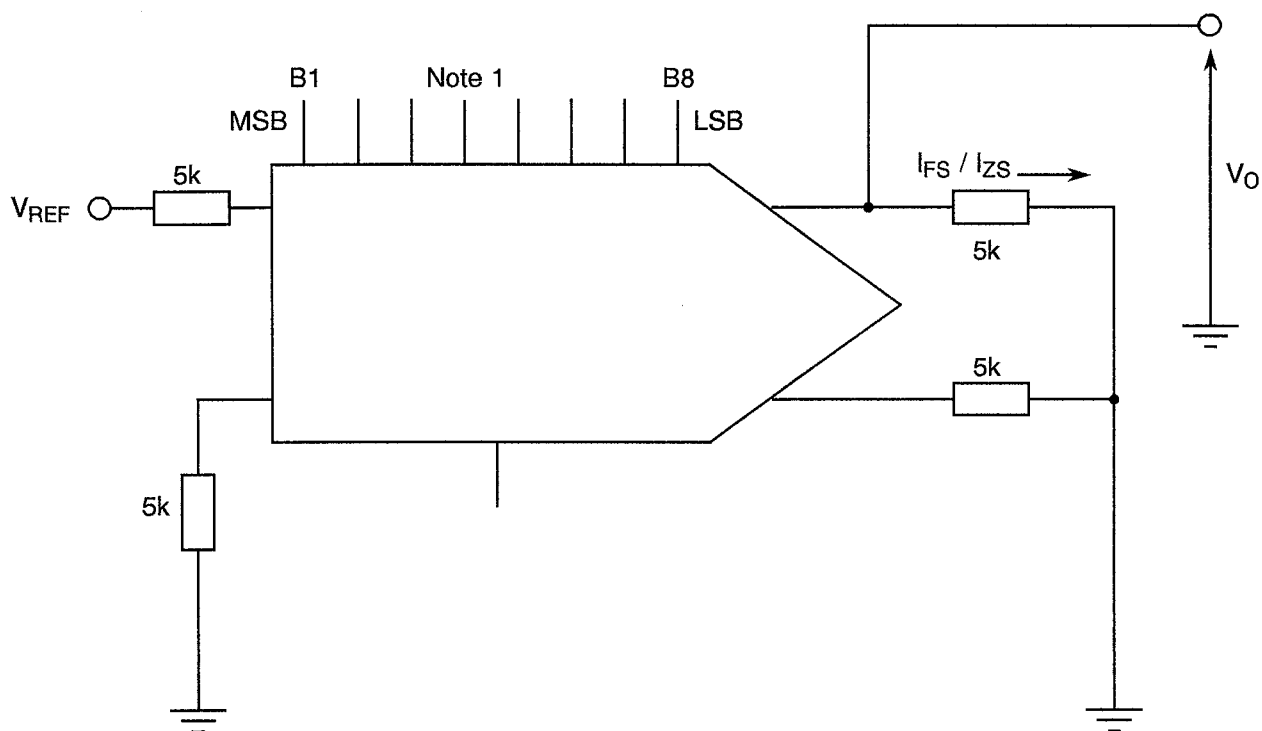 B1
Note 1
B8
MSB
LSB
5k
V_REF
I_FS / I_ZS
V_O
5k
5k
5k